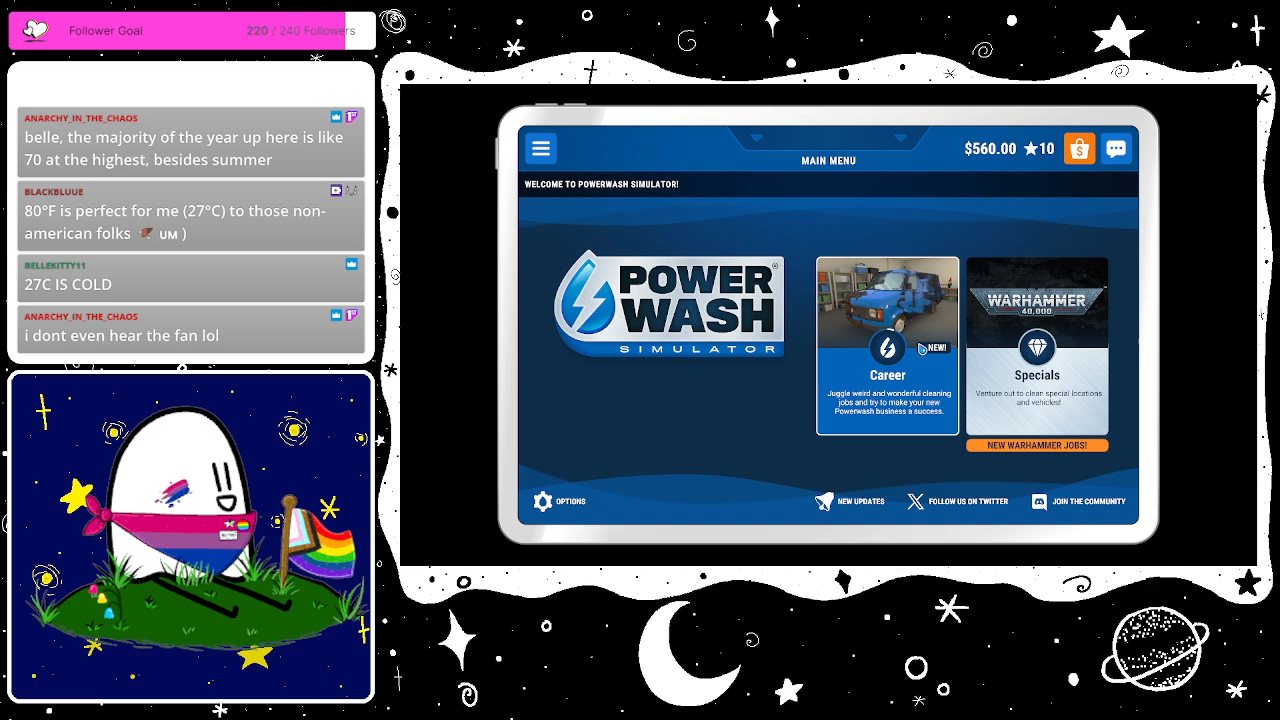 Follower Goal
220 / 240 Followers
ANARCHY_IN_THE_CHAOS
belle, the majority of the year up here is like
70 at the highest, besides summer
BLACKBLUUE
80°F is perfect for me (27°C) to those non-
american folks UM )
BELLEKITTY11
27C IS COLD
ANARCHY_IN_THE_CHAOS
i dont even hear the fan lol
MAIN MENU
$560.00 ★10
WELCOME TO POWERWASH SIMULATOR!
POWER
WASH
SIMULATOR
NEW!
Career
Juggle weird and wonderful cleaning
jobs and try to make your new
Powerwash business a success.
WARHAMMER
40,000
Specials
Venture out to clean special locations
and vehicles!
NEW WARHAMMER JOBS!
OPTIONS
NEW UPDATES
FOLLOW US ON TWITTER
JOIN THE COMMUNITY